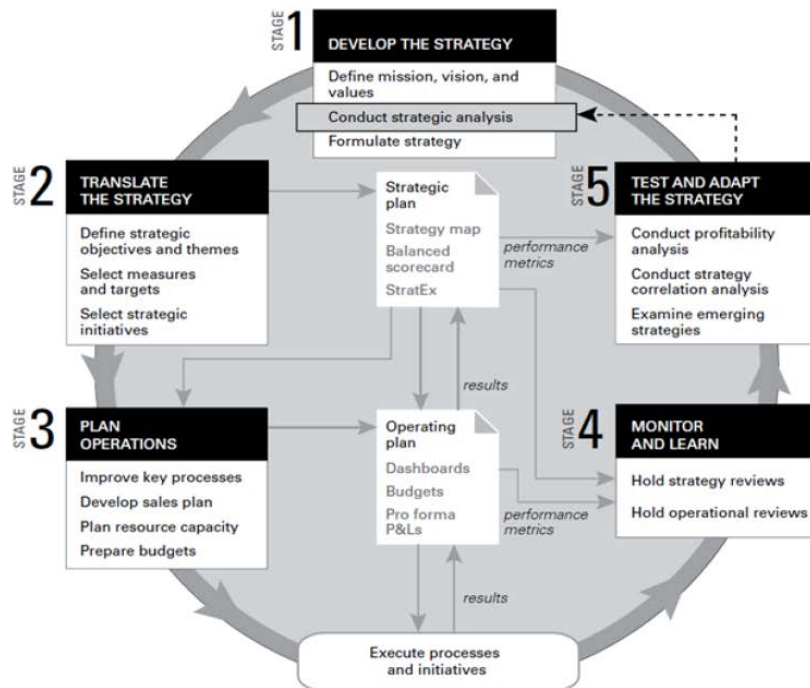 STAGE 1
DEVELOP THE STRATEGY
Define mission, vision, and
values
Conduct strategic analysis
Formulate strategy
STAGE 2
TRANSLATE
THE STRATEGY
Define strategic
objectives and themes
Select measures
and targets
Select strategic
initiatives
Strategic
plan
Strategy map
Balanced
scorecard
StratEx
performance
metrics
STAGE 5
TEST AND ADAPT
THE STRATEGY
Conduct profitability
analysis
Conduct strategy
correlation analysis
Examine emerging
strategies
results
STAGE 3
PLAN
OPERATIONS
Improve key processes
Develop sales plan
Plan resource capacity
Prepare budgets
Operating
plan
Dashboards
Budgets
Pro forma
P&Ls
performance
metrics
STAGE 4
MONITOR
AND LEARN
Hold strategy reviews
Hold operational reviews
results
Execute processes
and initiatives